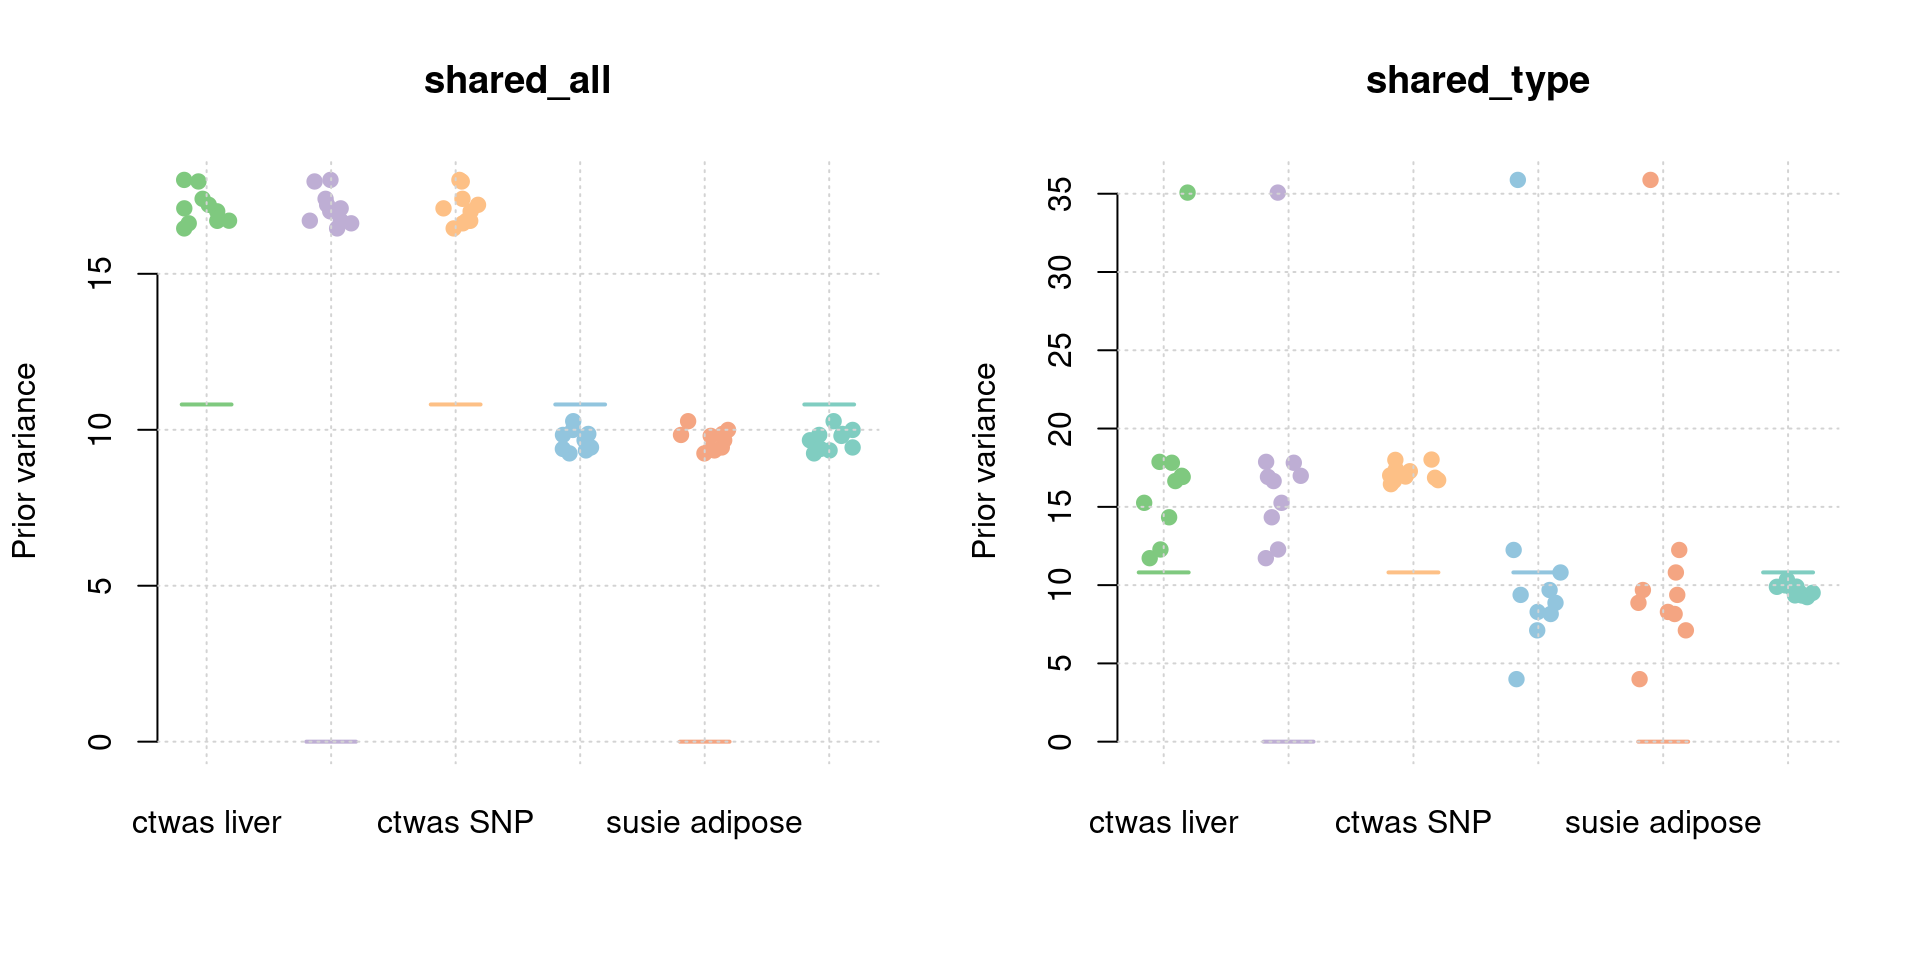 shared_all
Prior variance
15
10
5
0
ctwas liver
ctwas SNP
susie adipose
shared_type
Prior variance
35
30
25
20
15
10
5
0
ctwas liver
ctwas SNP
susie adipose